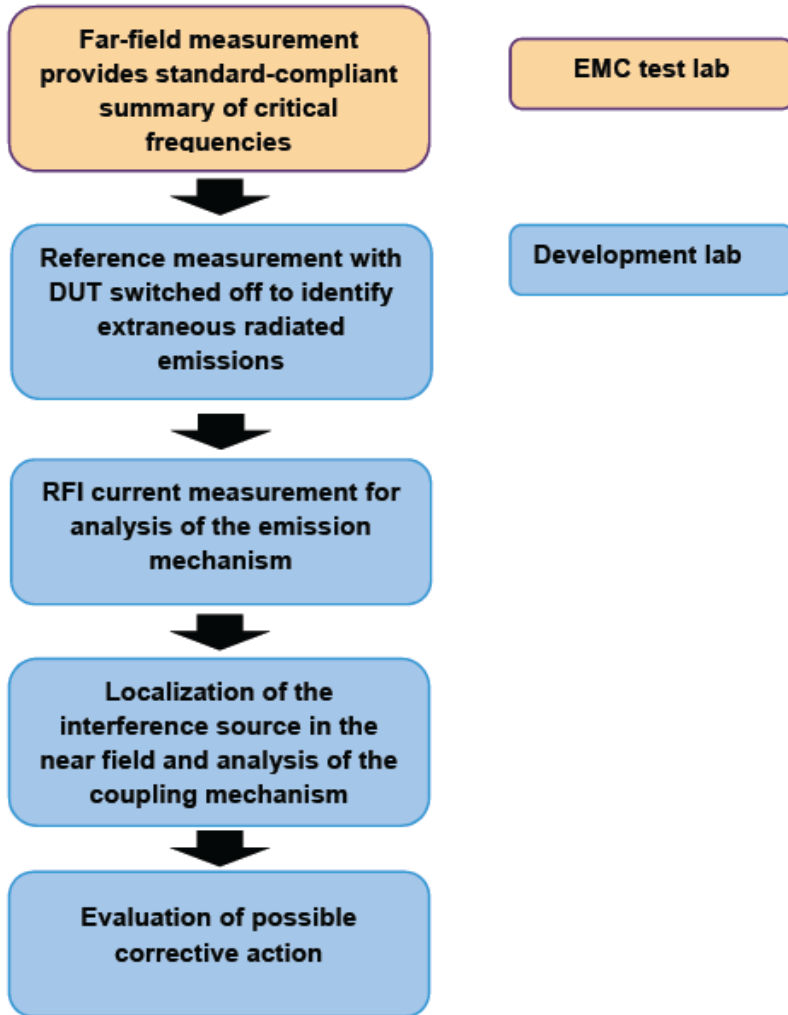 Far-field measurement
provides standard-compliant
summary of critical
frequencies
EMC test lab
Reference measurement with
DUT switched off to identify
extraneous radiated
emissions
Development lab
RFI current measurement for
analysis of the emission
mechanism
Localization of the
interference source in the
near field and analysis of the
coupling mechanism
Evaluation of possible
corrective action